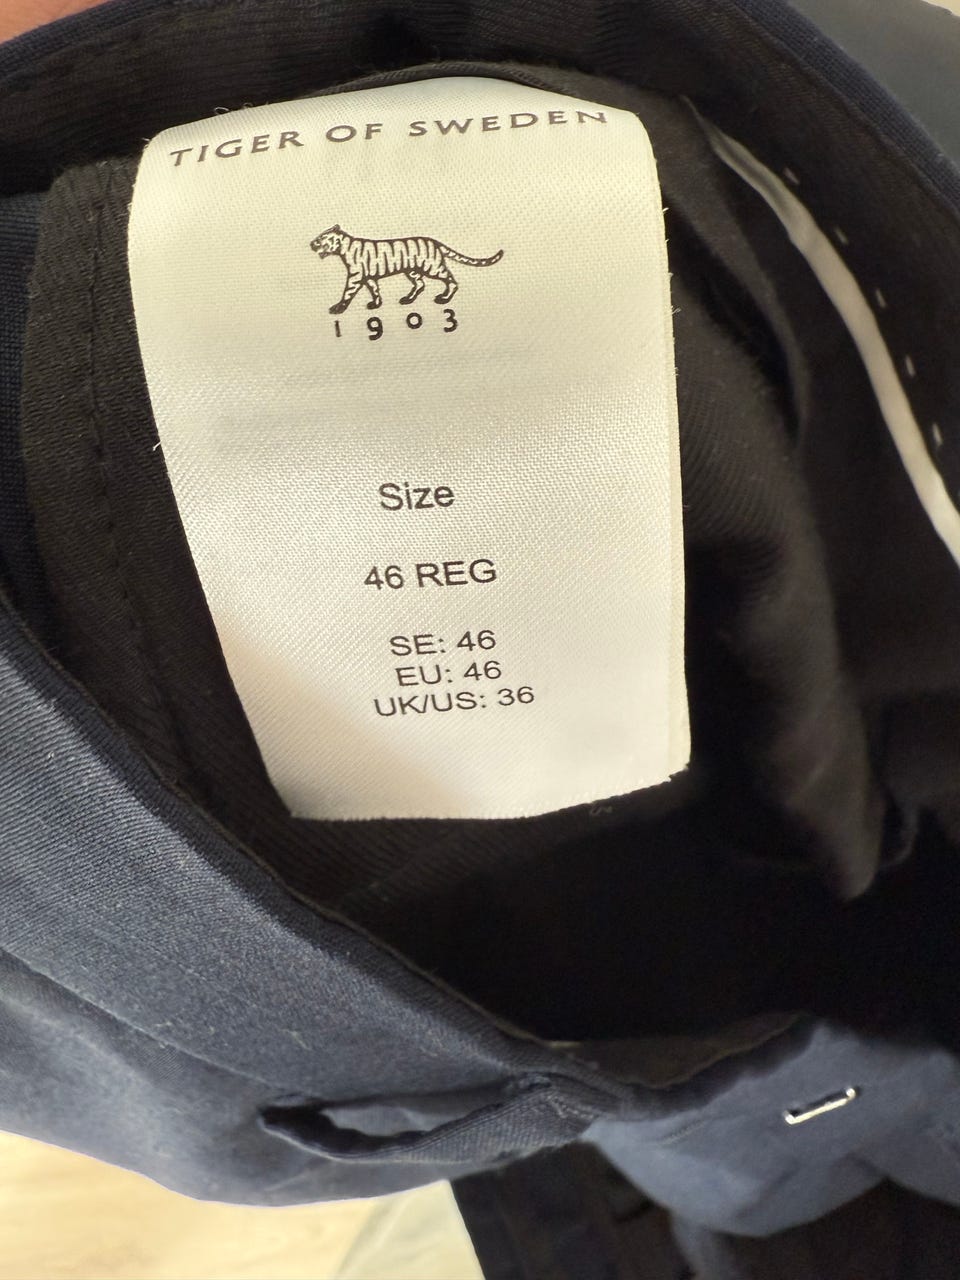 TIGER OF SWEDEN
1903
Size
46 REG
SE: 46
EU: 46
UK/US: 36